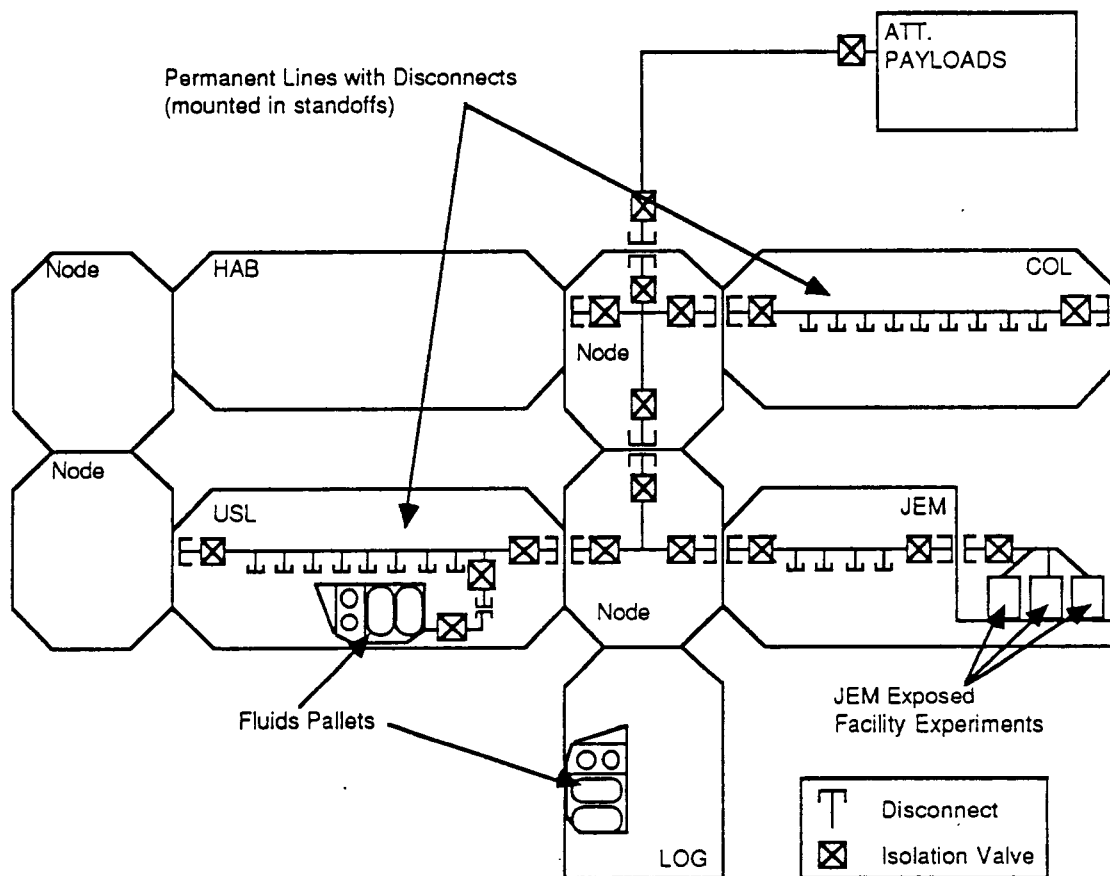 ATT.
PAYLOADS
Permanent Lines with Disconnects
(mounted in standoffs)
Node
HAB
COL
Node
Node
USL
JEM
Node
Fluids Pallets
JEM Exposed
Facility Experiments
LOG
Disconnect
Isolation Valve